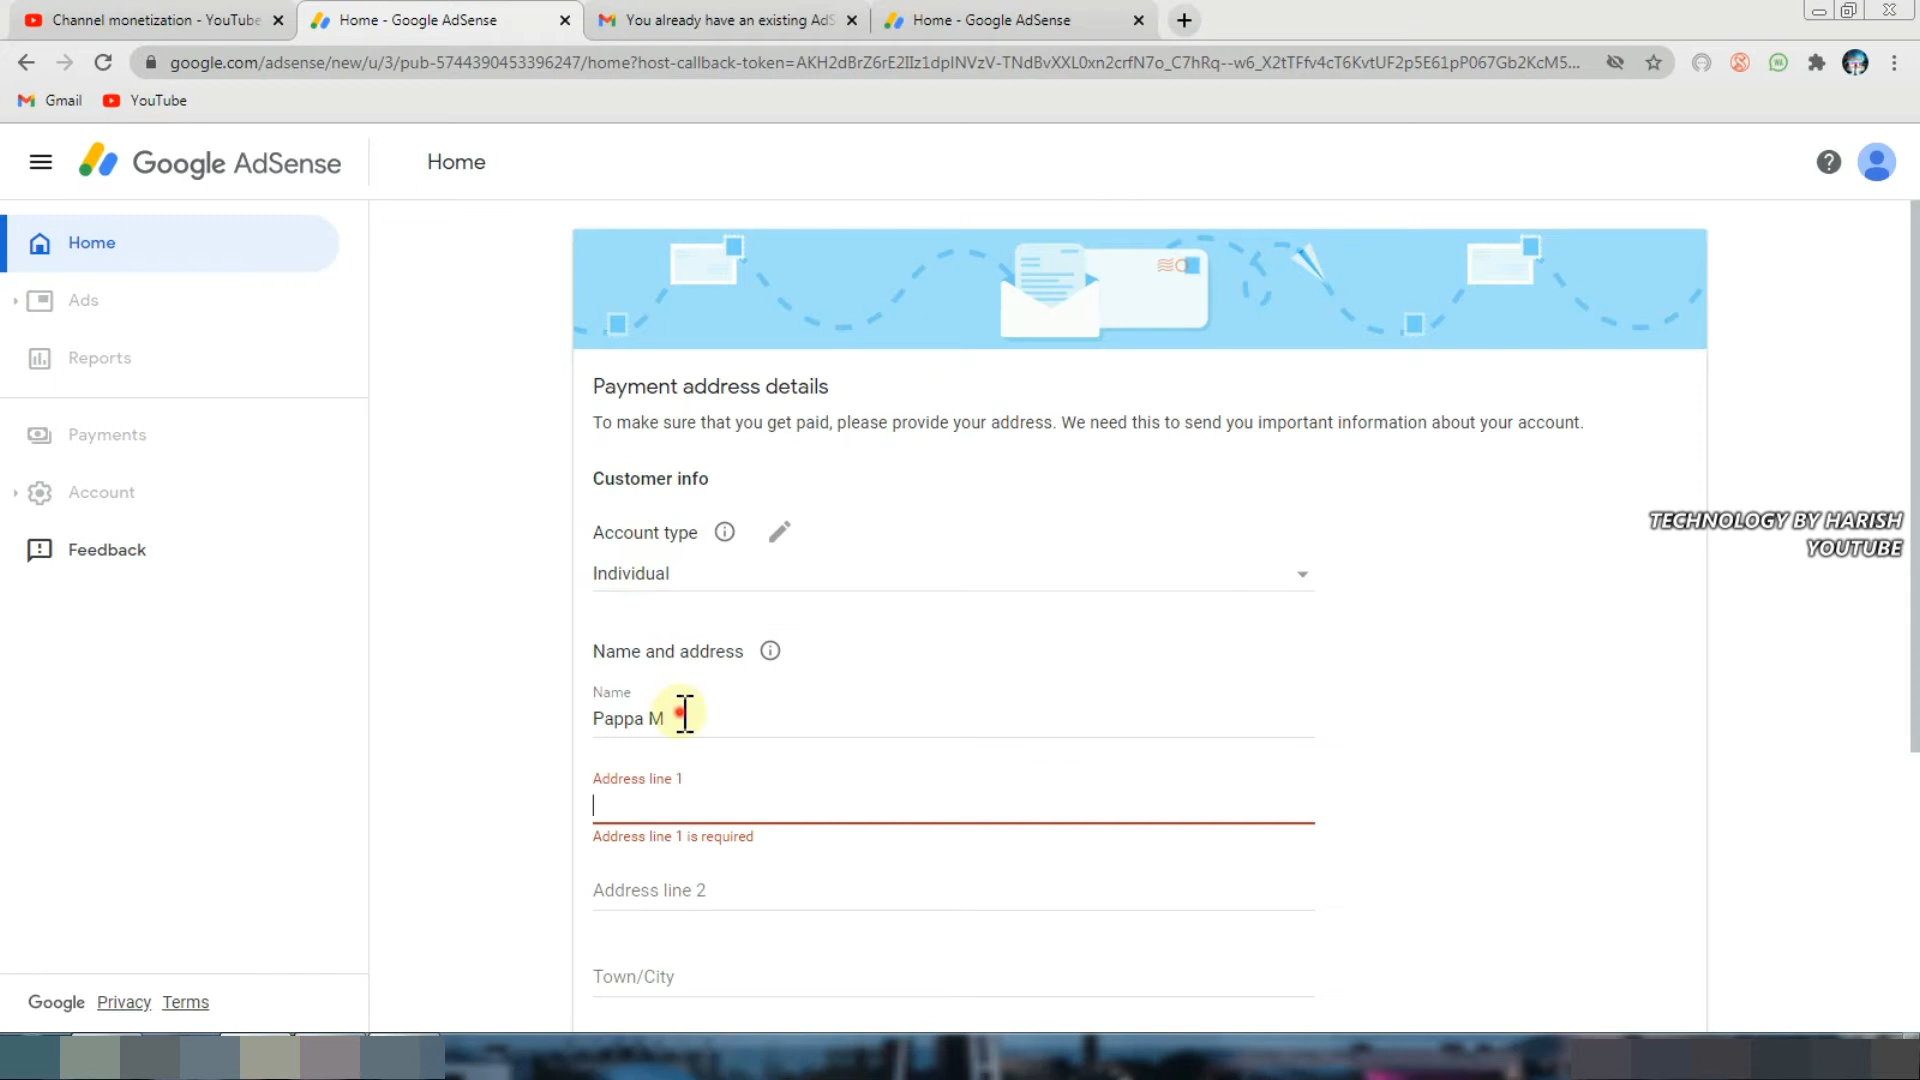 Channel monetization - YouTube
Home - Google AdSense
You already have an existing AdS
Home - Google AdSense
google.com/adsense/new/u/3/pub-5744390453396247/home?host-callback-token=
Gmail
YouTube
Google AdSense
Home
Home
Ads
Reports
Payments
Account
Feedback
Payment address details
To make sure that you get paid, please provide your address. We need this to send you important information about your account.
Customer info
Account type
Individual
Name and address
Name
Pappa M
Address line 1
Address line 1 is required
Address line 2
Town/City
TECHNOLOGY BY HARISH
YOUTUBE
Google Privacy Terms